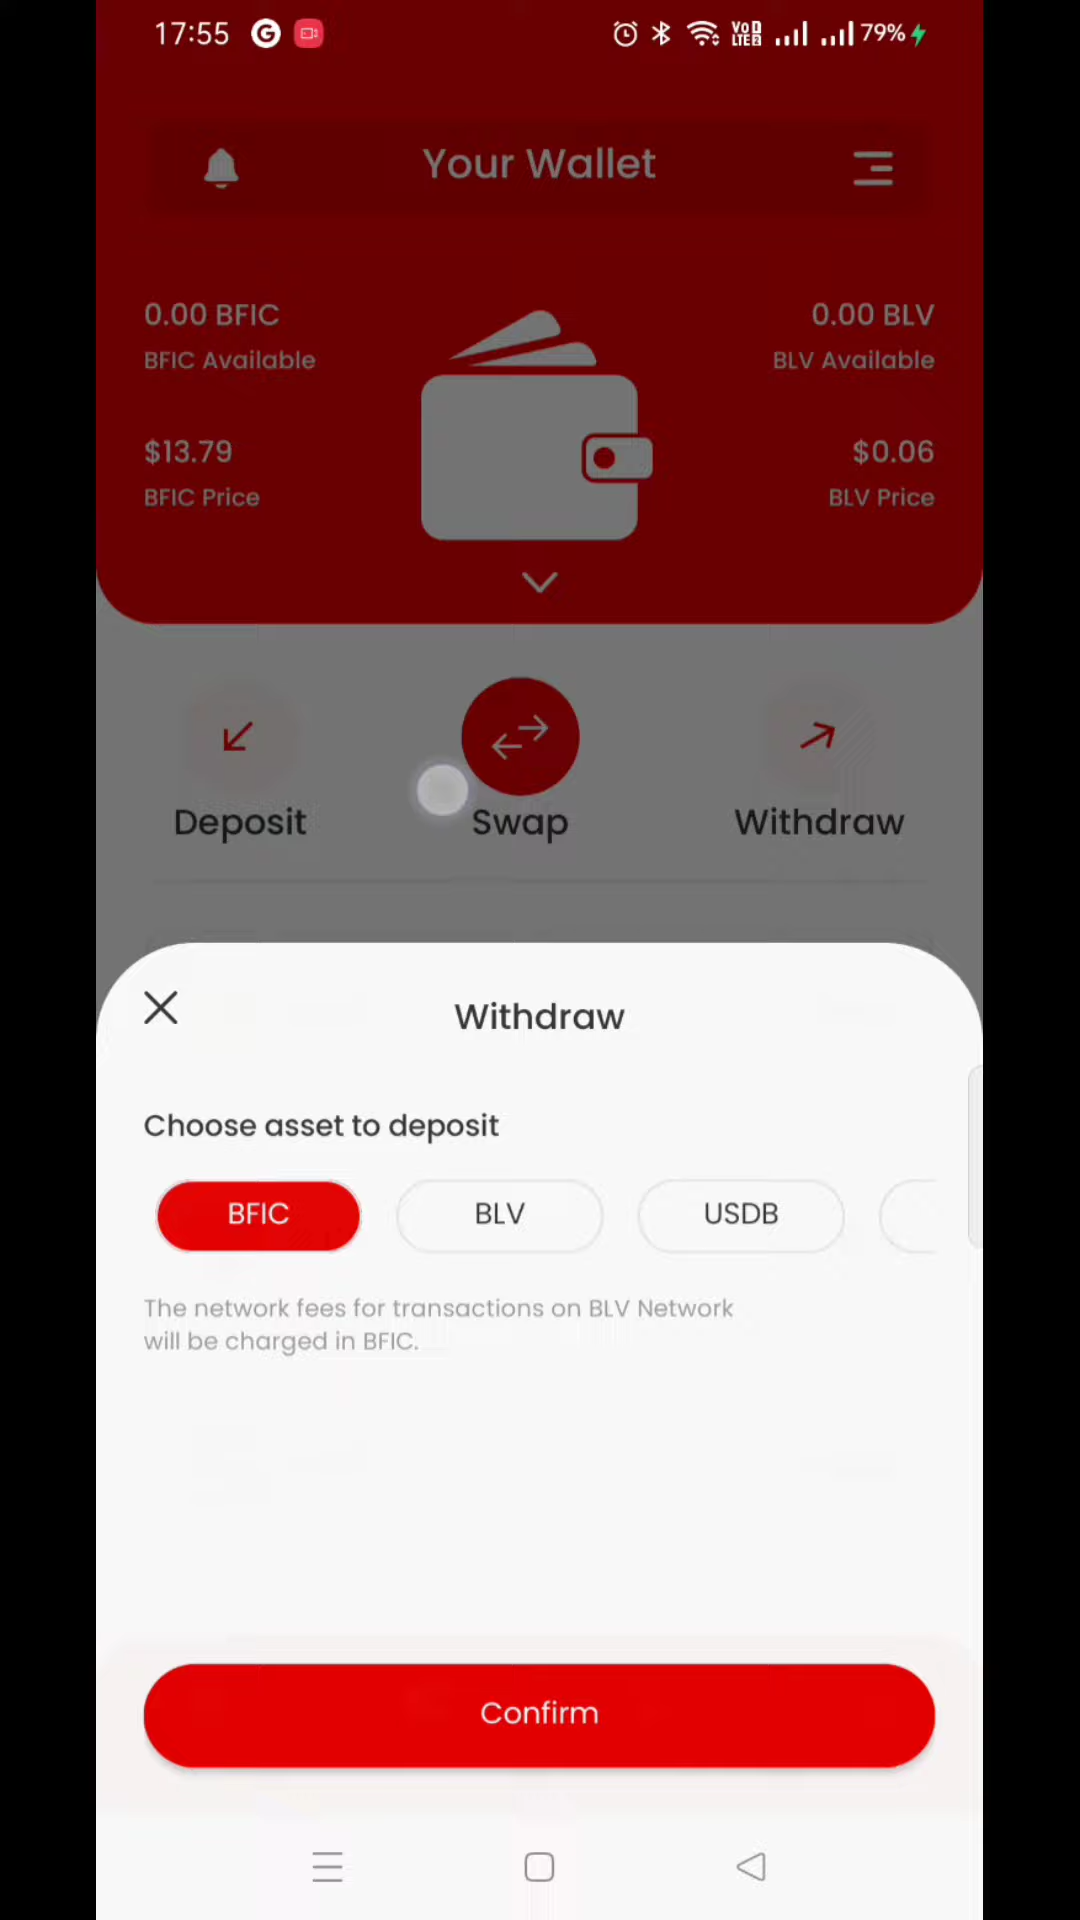 17:55 G VoD LTE2 79%
Your Wallet
0.00 BFIC 0.00 BLV
BFIC Available BLV Available
$13.79 $0.06
BFIC Price BLV Price
Deposit Swap Withdraw
Withdraw
Choose asset to deposit
BFIC BLV USDB
The network fees for transactions on BLV Network
will be charged in BFIC.
Confirm